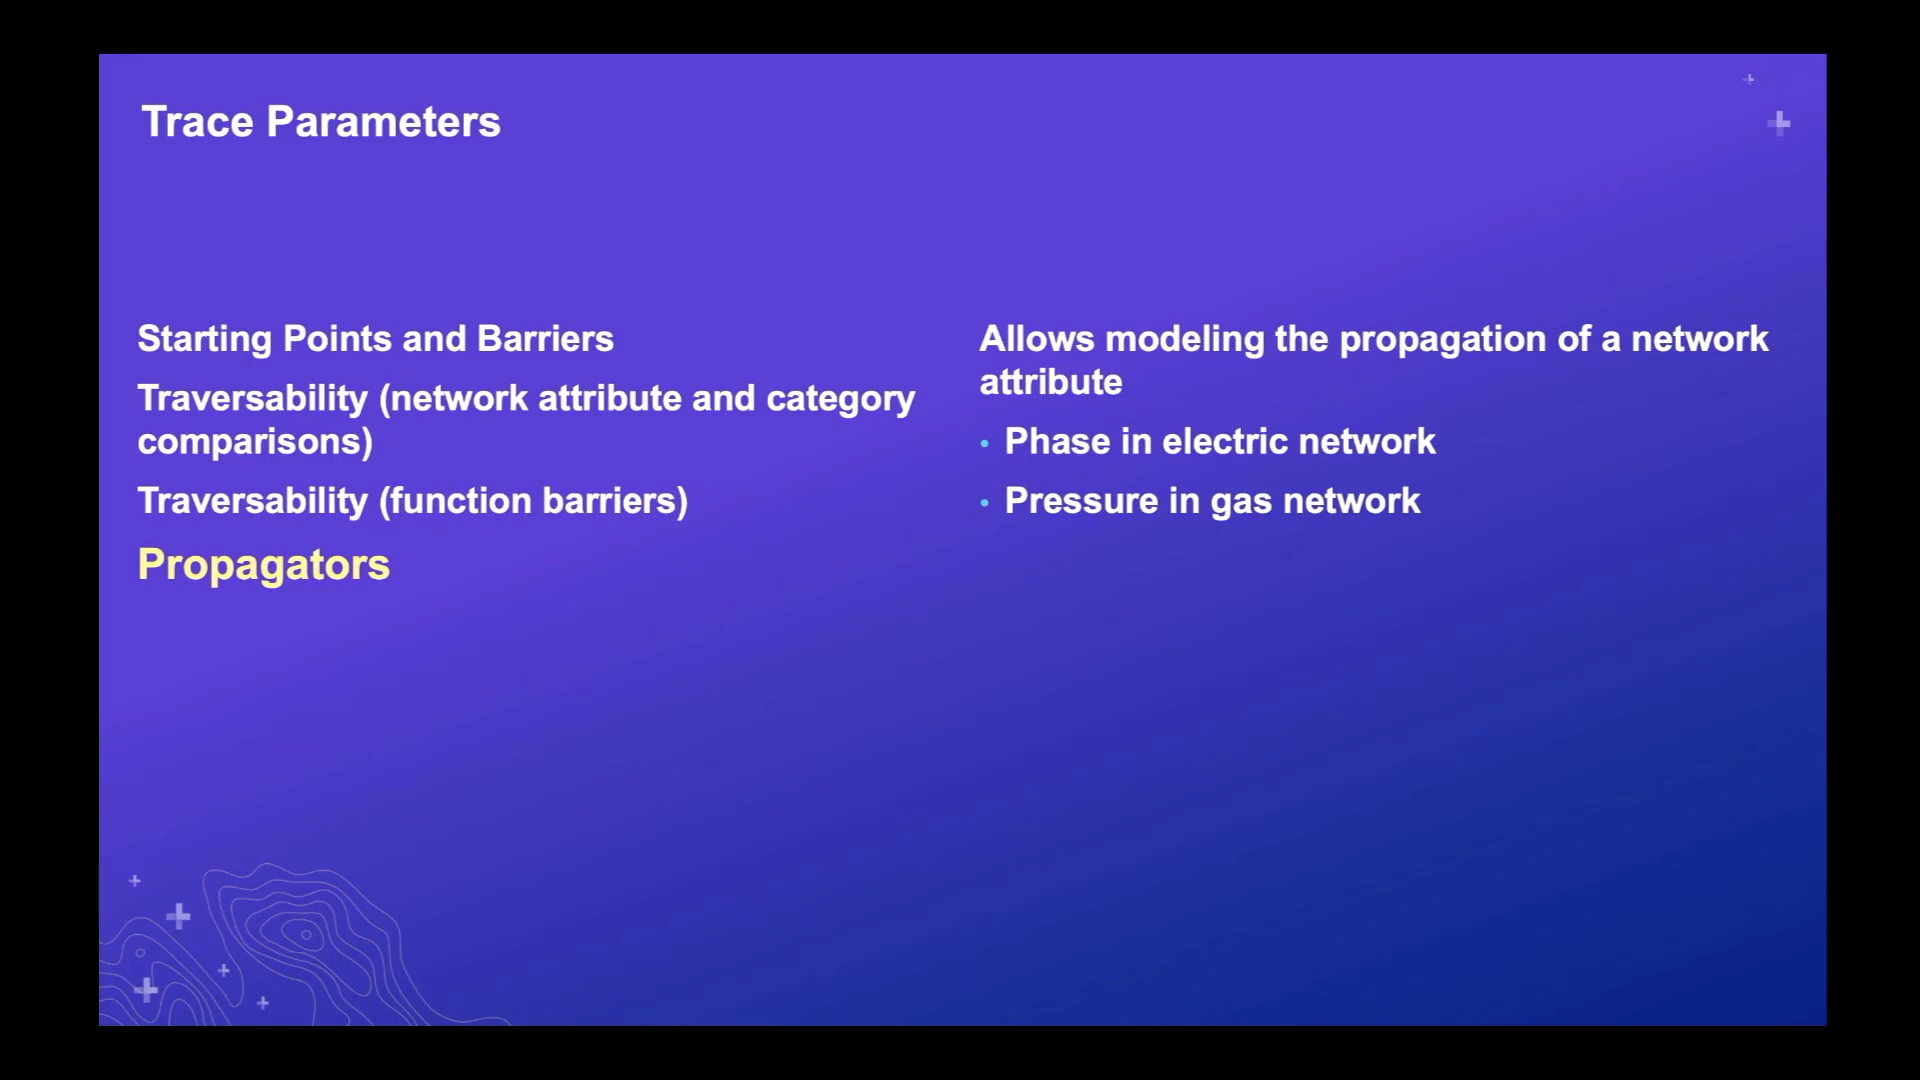 Trace Parameters
Starting Points and Barriers
Traversability (network attribute and category
comparisons)
Traversability (function barriers)
Propagators
Allows modeling the propagation of a network
attribute
• Phase in electric network
• Pressure in gas network